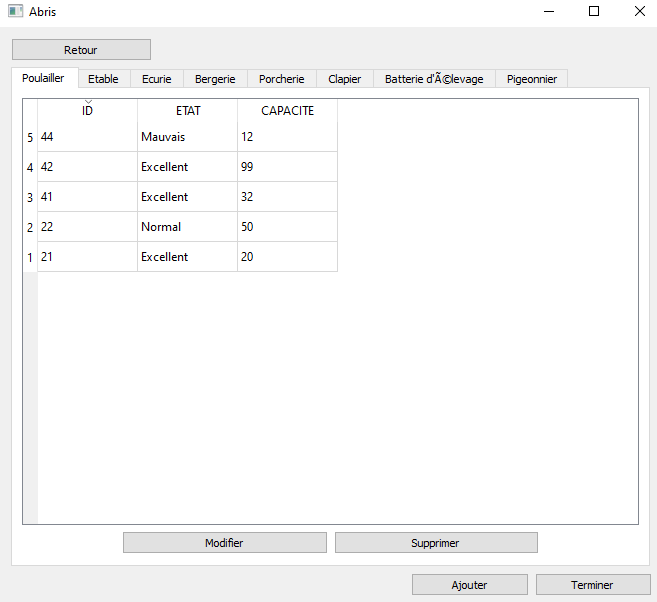 Abris
Retour
Poulailler Etable Ecurie Bergerie Porcherie Clapier Batterie d'Ã©levage Pigeonnier
ID ETAT CAPACITE
5 44 Mauvais 12
4 42 Excellent 99
3 41 Excellent 32
2 22 Normal 50
1 21 Excellent 20
Modifier Supprimer
Ajouter Terminer